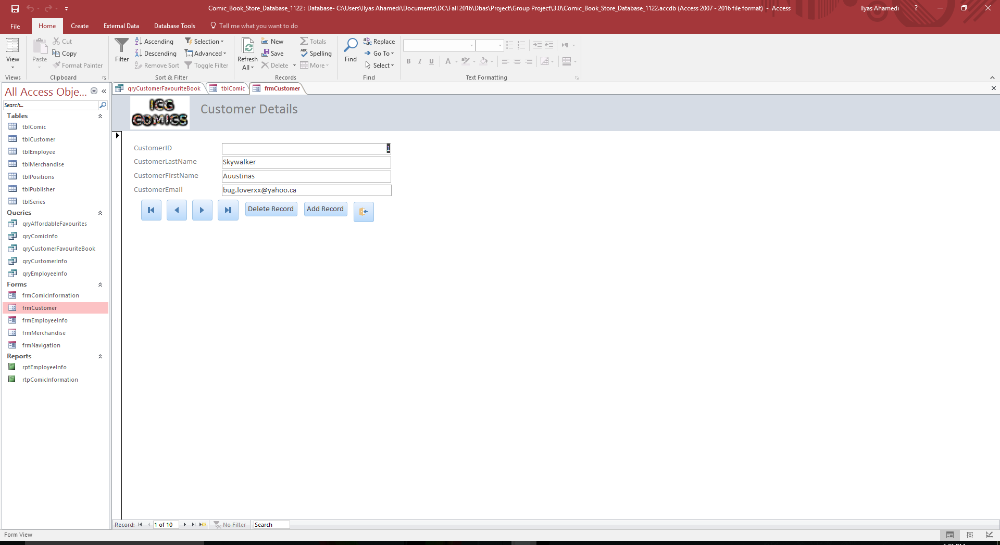 Comic_Book_Store_Database_1122 : Database- C:\Users\Ilyas Ahamedi\Documents\DC\Fall 2016\Dbas\Project\Group Project\3.0\Comic_Book_Store_Database_1122.accdb (Access 2007 - 2016 file format) - Access
Ilyas Ahamedi
?
File Home Create External Data Database Tools Tell me what you want to do
View
Views
Paste
Cut
Copy
Format Painter
Clipboard
Filter
Ascending
Descending
Remove Sort
Selection
Advanced
Toggle Filter
Sort & Filter
Refresh
All
New
Save
Delete
Totals
Spelling
More
Records
Find
Replace
Go To
Select
Find
B I U A
Text Formatting
All Access Obje...
Search...
Tables
tblComic
tblCustomer
tblEmployee
tblMerchandise
tblPositions
tblPublisher
tblSeries
Queries
qryAffordableFavourites
qryComicInfo
qryCustomerFavouriteBook
qryCustomerInfo
qryEmployeeInfo
Forms
frmComicInformation
frmCustomer
frmEmployeeInfo
frmMerchandise
frmNavigation
Reports
rptEmployeeInfo
rtpComicInformation
qryCustomerFavouriteBook tblComic frmCustomer
ICG
COMICS
Customer Details
CustomerID 1
CustomerLastName Skywalker
CustomerFirstName Auustinas
CustomerEmail bug.loverxx@yahoo.ca
Delete Record Add Record
Record: 1 of 10 No Filter Search
Form View